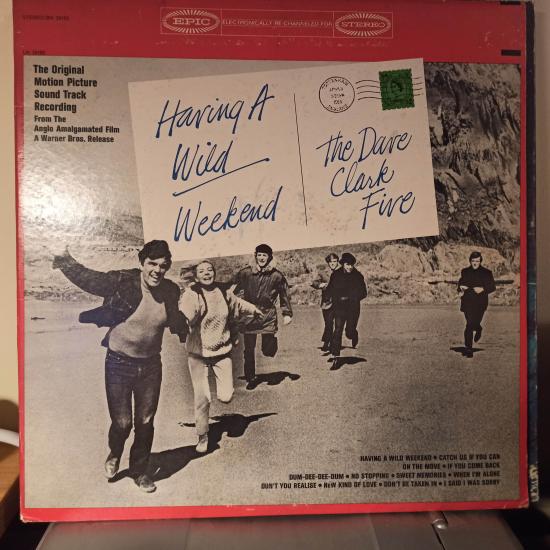 EPIC
ELECTRONICALLY RE-CHANNELED FOR
STEREO
The Original
Motion Picture
Sound Track
Recording
From The
Anglo Amalgamated Film
A Warner Bros. Release
Having A
Wild
Weekend
The Dave
Clark
Five
HAVING A WILD WEEKEND • CATCH US IF YOU CAN
ON THE MOVE • IF YOU COME BACK
DUM-DEE-DEE-DUM • NO STOPPING • SWEET MEMORIES • WHEN I'M ALONE
DON'T YOU REALISE • NEW KIND OF LOVE • DON'T BE TAKEN IN • I SAID I WAS SORRY